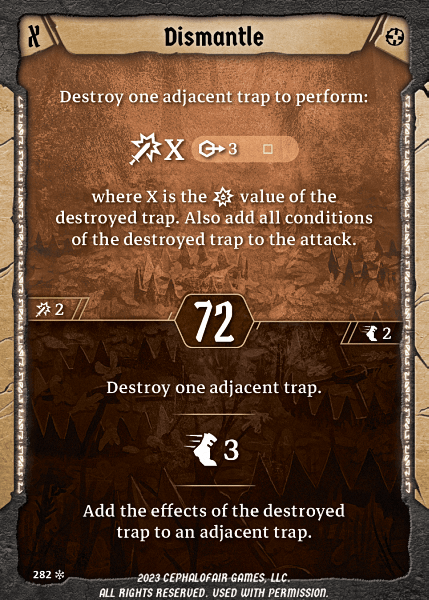 X
Dismantle
Destroy one adjacent trap to perform:
X 3
where X is the value of the
destroyed trap. Also add all conditions
of the destroyed trap to the attack.
2
72
2
Destroy one adjacent trap.
3
Add the effects of the destroyed
trap to an adjacent trap.
282
2023 CEPHALOFAIR GAMES, LLC.
ALL RIGHTS RESERVED. USED WITH PERMISSION.